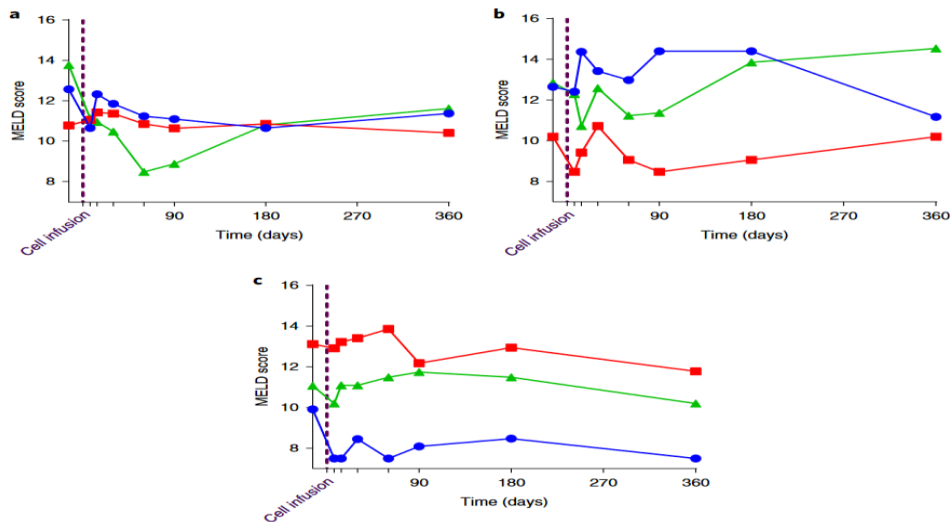 a
16
14
12
10
8
MELD score
Cell infusion
90
180
270
360
Time (days)
b
16
14
12
10
8
MELD score
Cell infusion
90
180
270
360
Time (days)
c
16
14
12
10
8
MELD score
Cell infusion
90
180
270
360
Time (days)